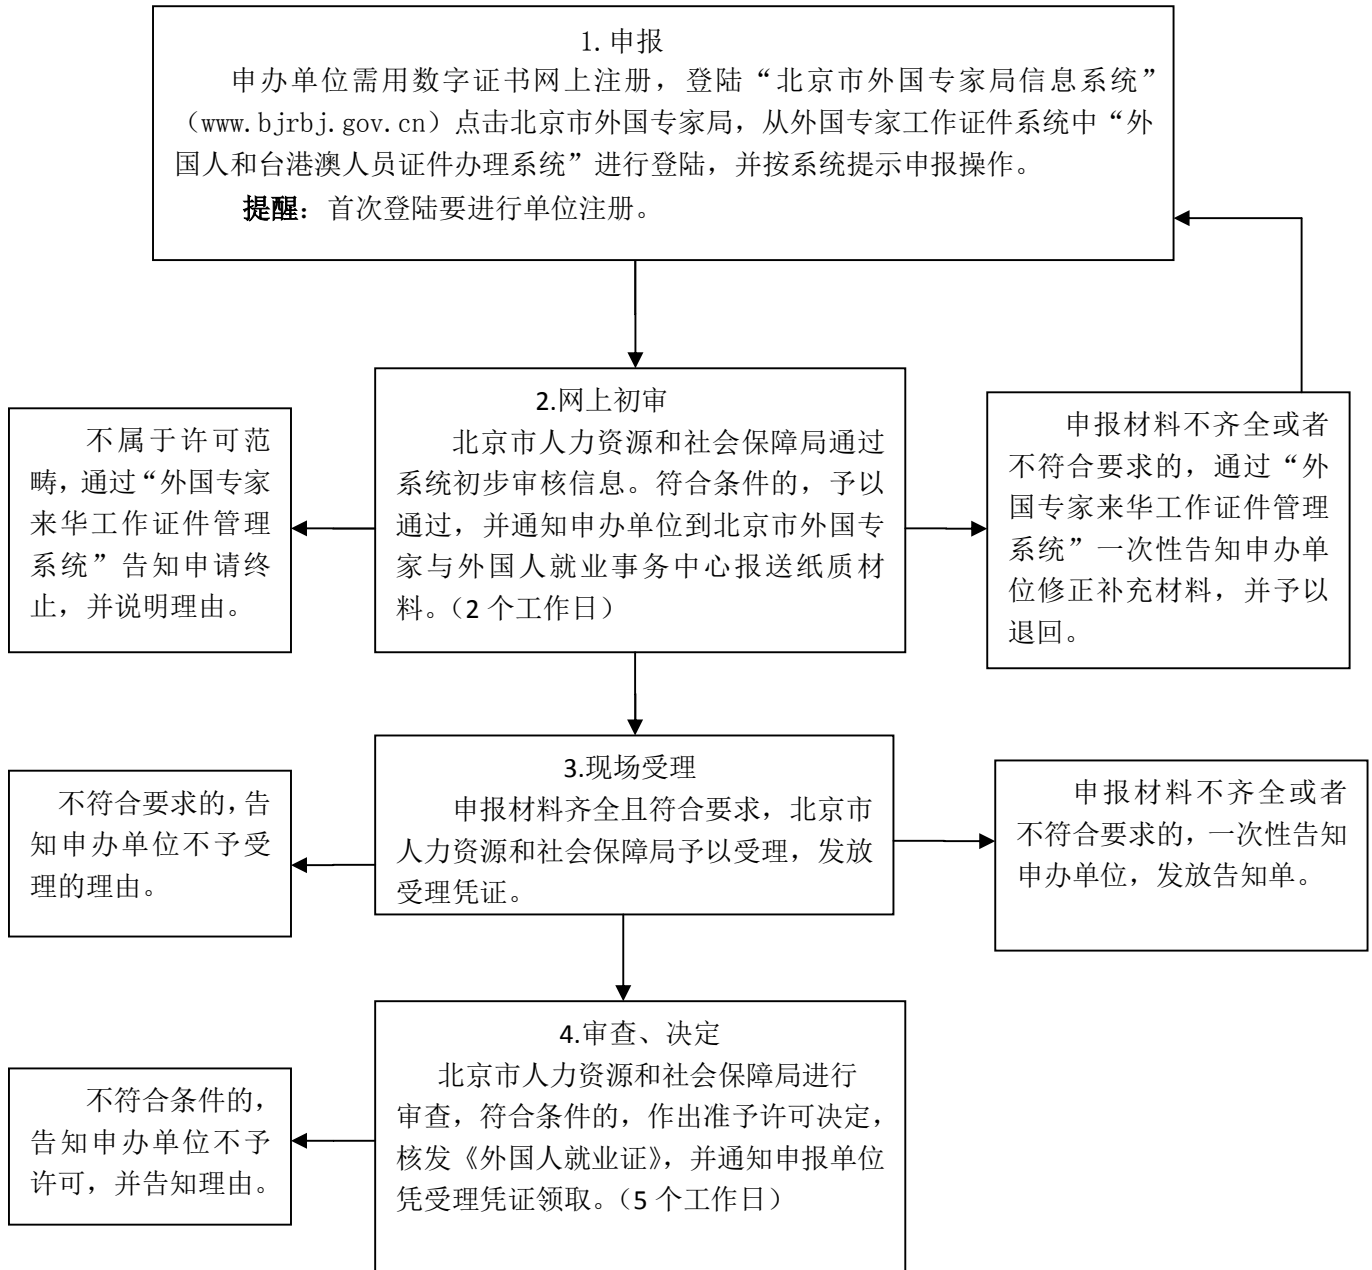 1.申报
申办单位需用数字证书网上注册，登陆“北京市外国专家局信息系统”
（www.bjrbj.gov.cn）点击北京市外国专家局，从外国专家工作证件系统中“外
国人和台港澳人员证件办理系统”进行登陆，并按系统提示申报操作。
提醒：首次登陆要进行单位注册。
2.网上初审
北京市人力资源和社会保障局通过
系统初步审核信息。符合条件的，予以
通过，并通知申办单位到北京市外国专
家与外国人就业事务中心报送纸质材
料。（2 个工作日）
不属于许可范
畴，通过“外国专家
来华工作证件管理
系统”告知申请终
止，并说明理由。
申报材料不齐全或者
不符合要求的，通过“外
国专家来华工作证件管理
系统”一次性告知申办单
位修正补充材料，并予以
退回。
3.现场受理
申报材料齐全且符合要求，北京市
人力资源和社会保障局予以受理，发放
受理凭证。
不符合要求的，告
知申办单位不予受
理的理由。
申报材料不齐全或者
不符合要求的，一次性告知
申办单位，发放告知单。
4.审查、决定
北京市人力资源和社会保障局进行
审查，符合条件的，作出准予许可决定，
核发《外国人就业证》，并通知申报单位
凭受理凭证领取。（5 个工作日）
不符合条件的，
告知申办单位不予
许可，并告知理由。